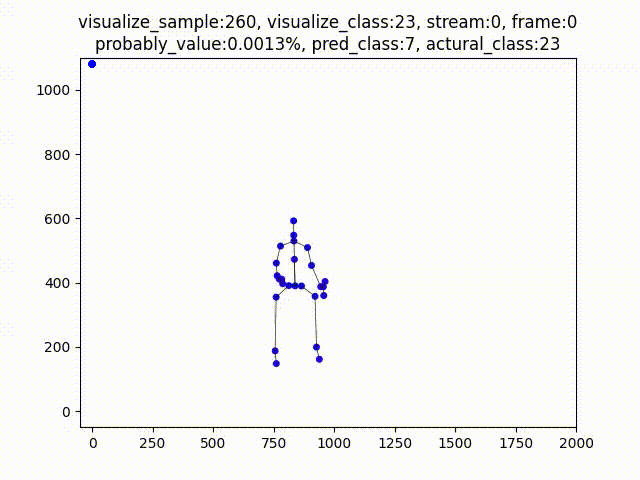 visualize_sample:260, visualize_class:23, stream:0, frame:0
probably_value:0.0013%, pred_class:7, actural_class:23
1000
800
600
400
200
0
0 250 500 750 1000 1250 1500 1750 2000